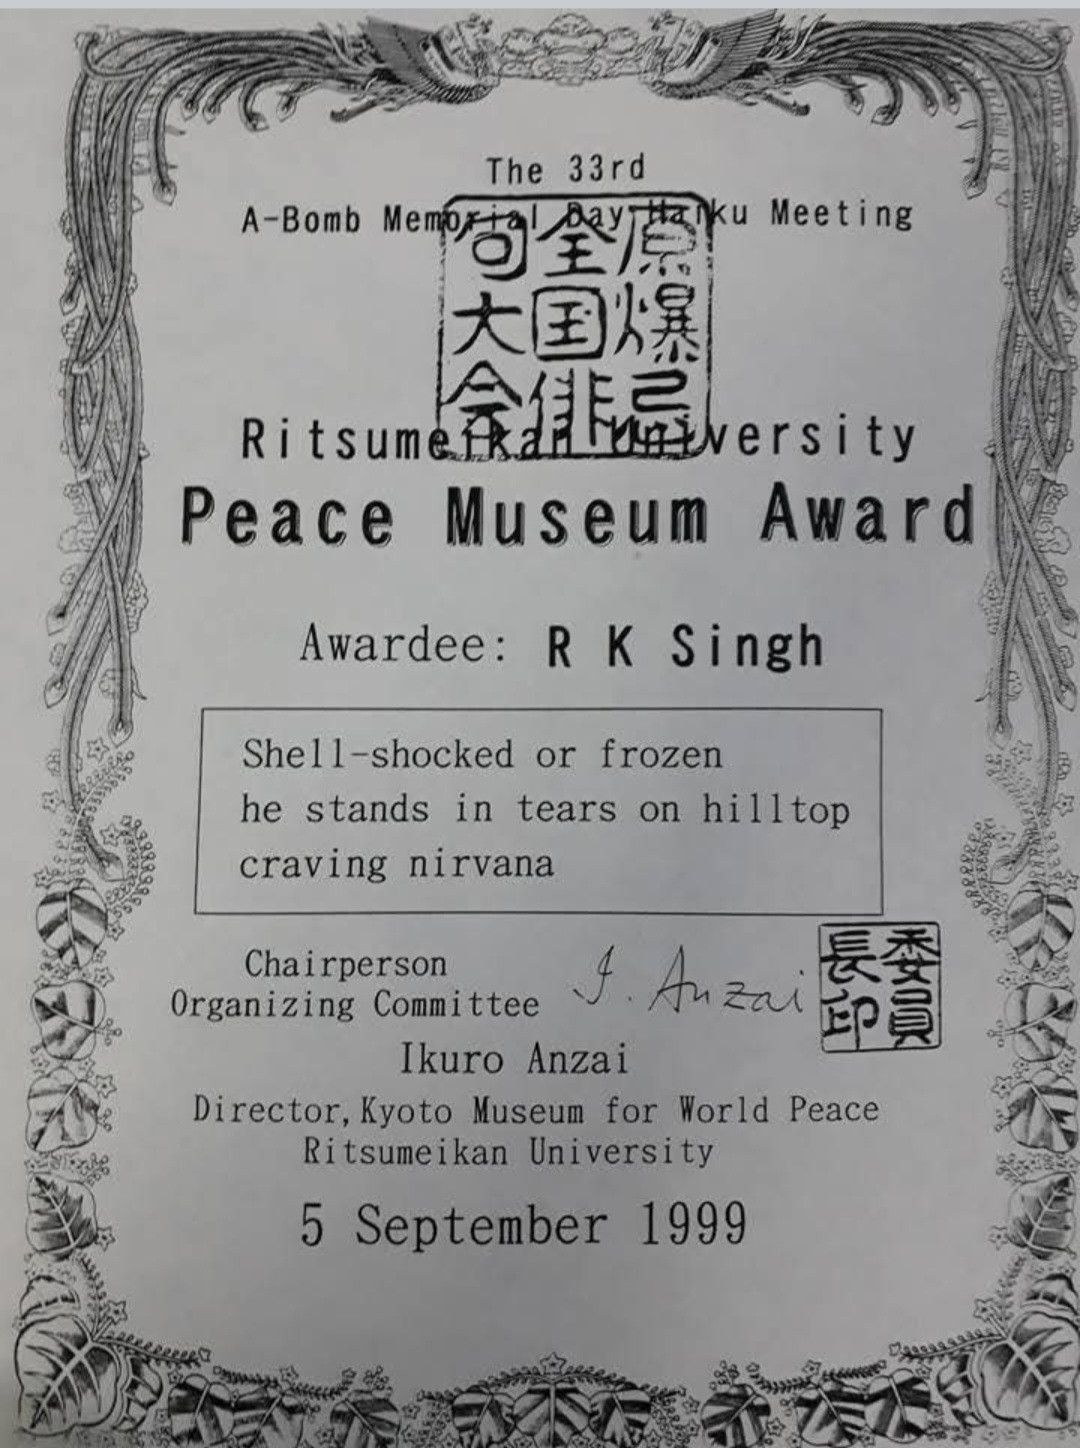 The 33rd
A-Bomb Memorial Day Haiku Meeting
原爆忌
全国俳
句大会
Ritsumeikan University
Peace Museum Award
Awardee: R K Singh
Shell-shocked or frozen
he stands in tears on hilltop
craving nirvana
Chairperson
Organizing Committee
I. Anzai
委員
長印
Ikuro Anzai
Director, Kyoto Museum for World Peace
Ritsumeikan University
5 September 1999